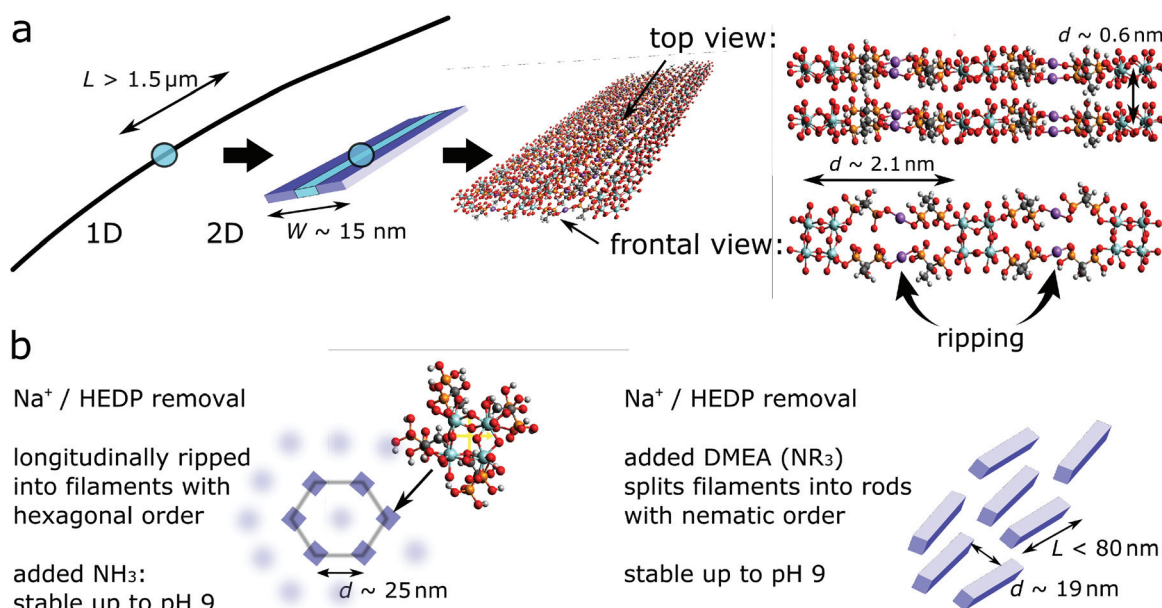 a
L > 1.5 μm
1D
2D
W ~ 15 nm
top view:
frontal view:
d ~ 0.6 nm
d ~ 2.1 nm
ripping
b
Na⁺ / HEDP removal
longitudinally ripped
into filaments with
hexagonal order
added NH₃:
stable up to pH 9
d ~ 25 nm
Na⁺ / HEDP removal
added DMEA (NR₃)
splits filaments into rods
with nematic order
stable up to pH 9
L < 80 nm
d ~ 19 nm